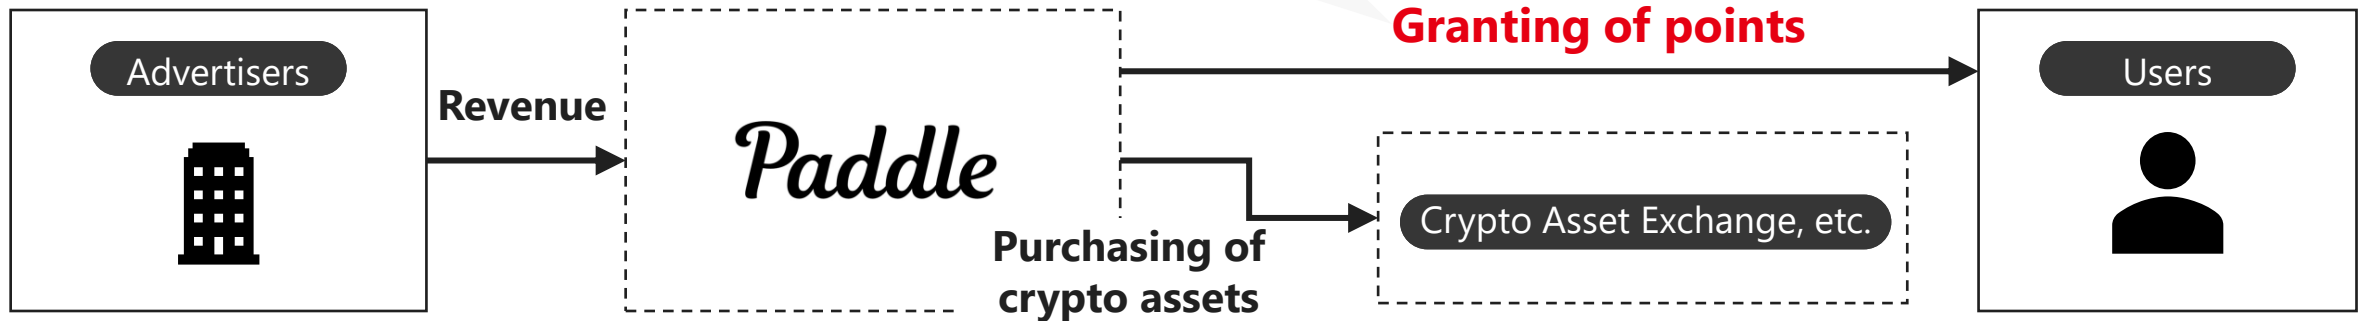 Advertisers
Revenue
Paddle
Granting of points
Purchasing of
crypto assets
Crypto Asset Exchange, etc.
Users